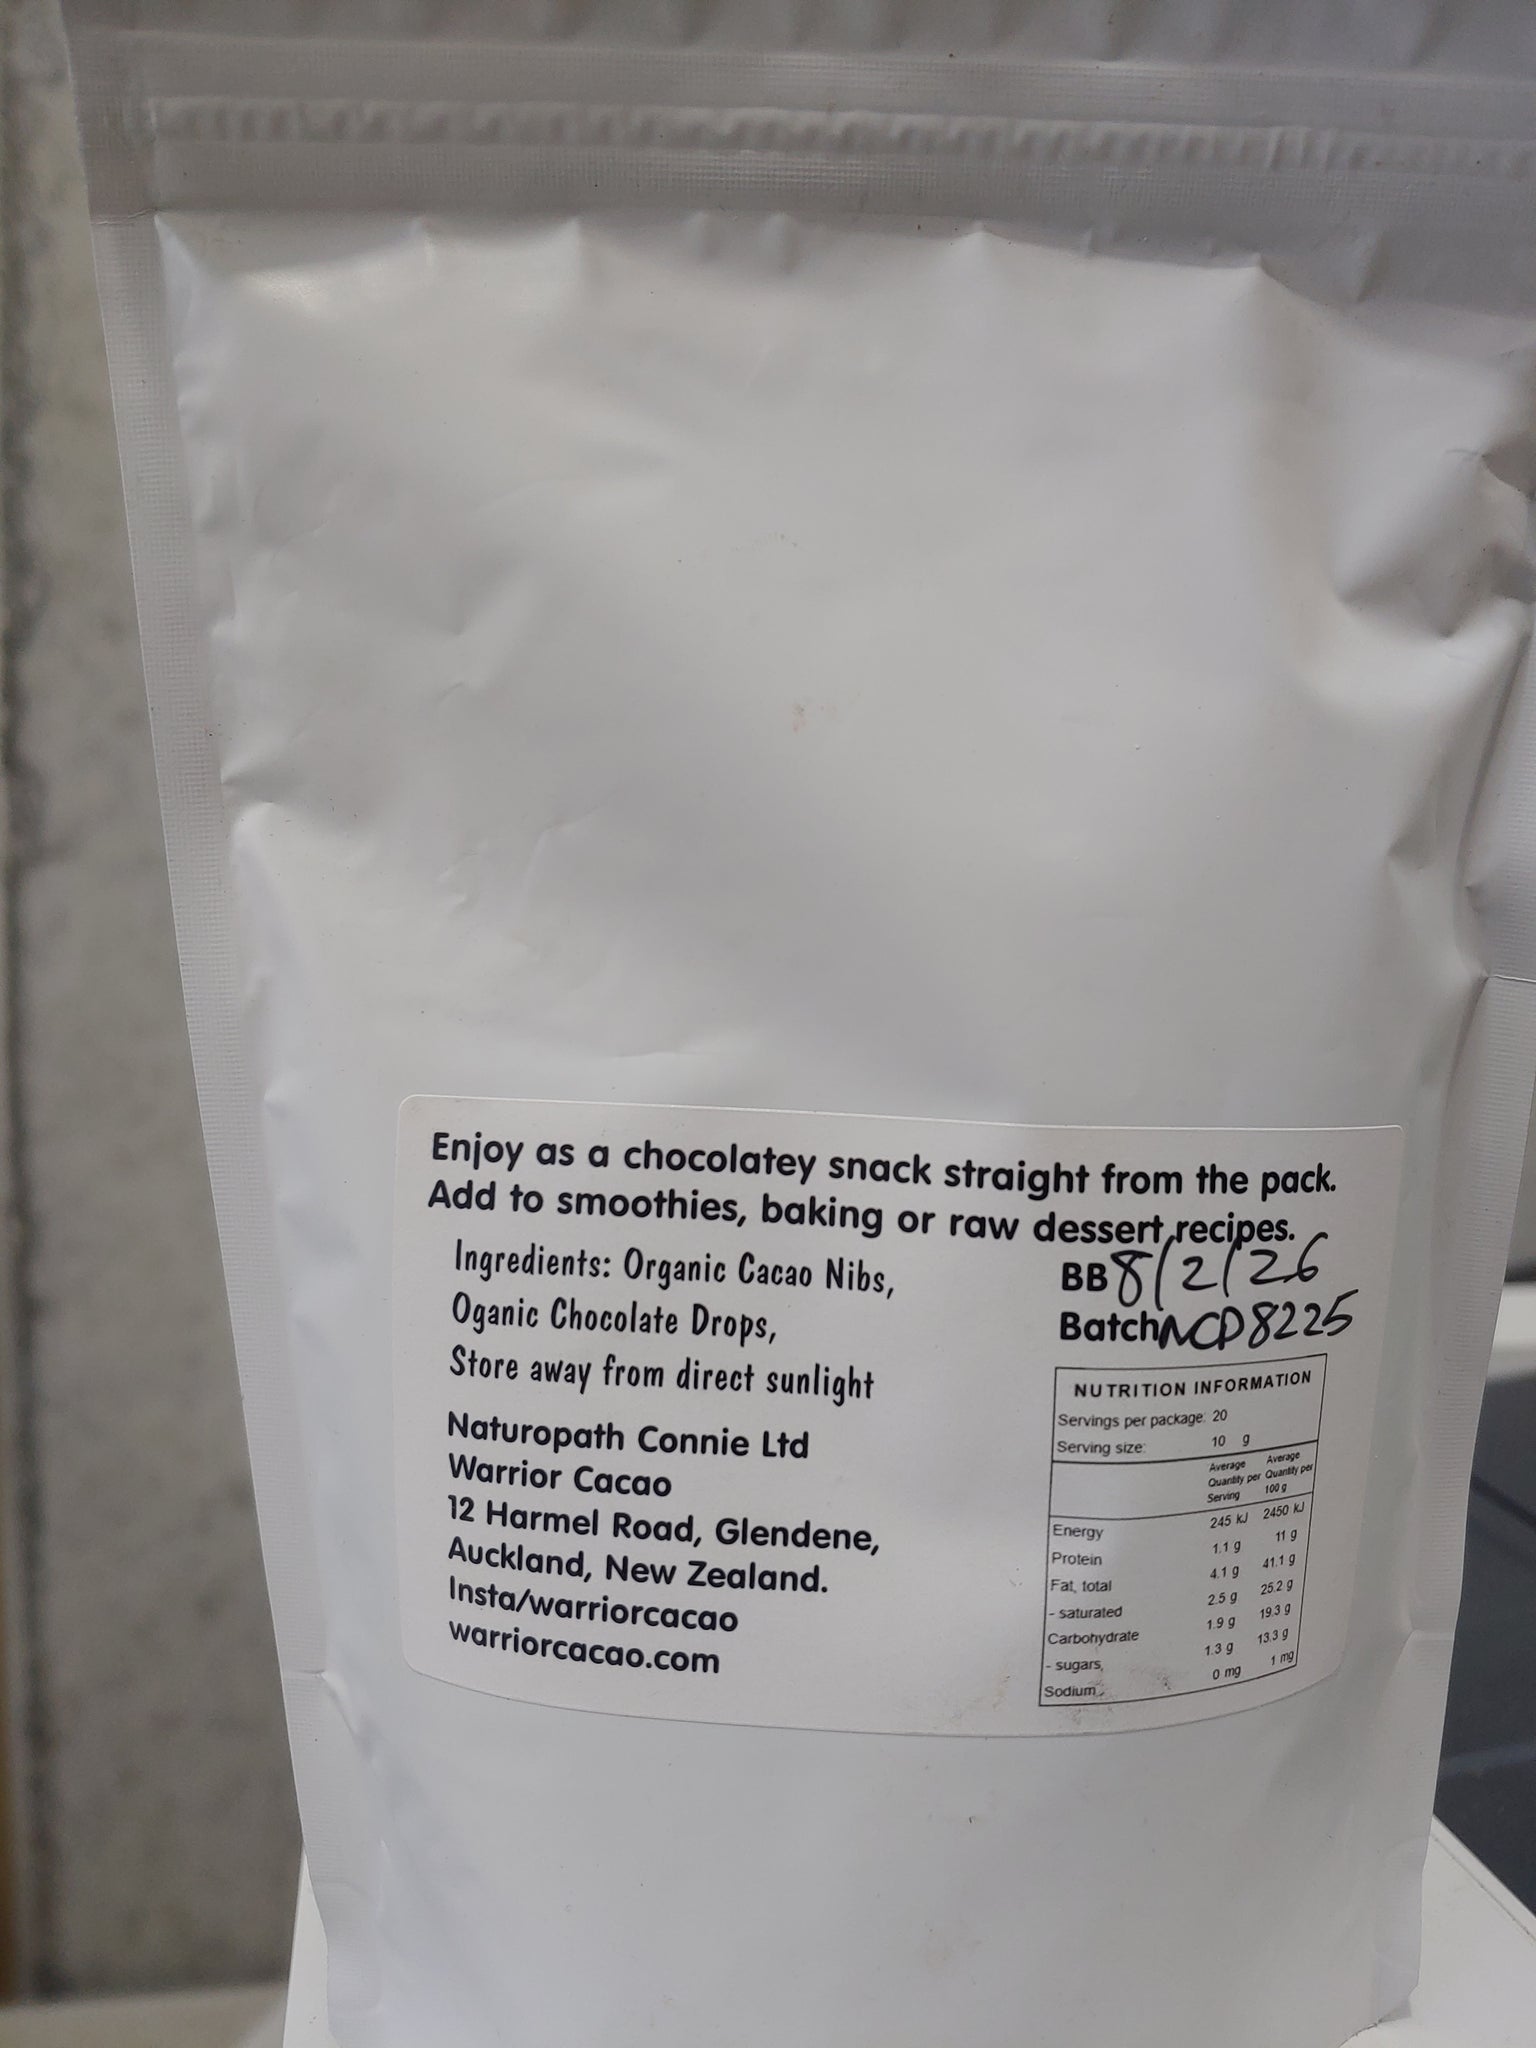 Enjoy as a chocolatey snack straight from the pack.
Add to smoothies, baking or raw dessert recipes.
Ingredients: Organic Cacao Nibs,
Oganic Chocolate Drops,
Store away from direct sunlight
BB 8/2/26
Batch NCD8225
Naturopath Connie Ltd
Warrior Cacao
12 Harmel Road, Glendene,
Auckland, New Zealand.
Insta/warriorcacao
warriorcacao.com
NUTRITION INFORMATION
Servings per package: 20
Serving size: 10 g
Average Quantity per Serving Average Quantity per 100 g
Energy 245 kJ 2450 kJ
Protein 1.1 g 11 g
Fat, total 4.1 g 41.1 g
- saturated 2.5 g 25.2 g
Carbohydrate 1.9 g 19.3 g
- sugars, 1.3 g 13.3 g
Sodium 0 mg 1 mg